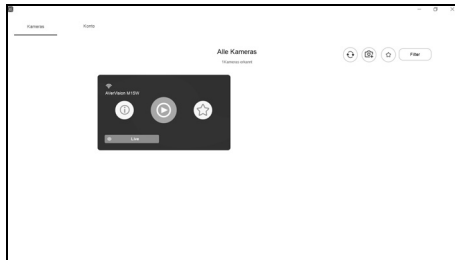 Kameras
Konto
Alle Kameras
Filter
AVerVision M15W
Live